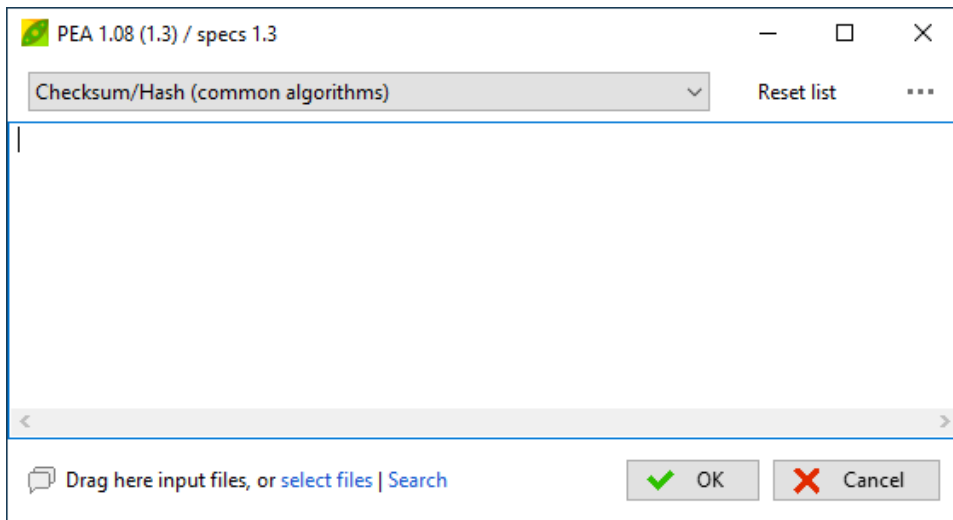 PEA 1.08 (1.3) / specs 1.3
Checksum/Hash (common algorithms)
Reset list
Drag here input files, or select files | Search
OK
Cancel